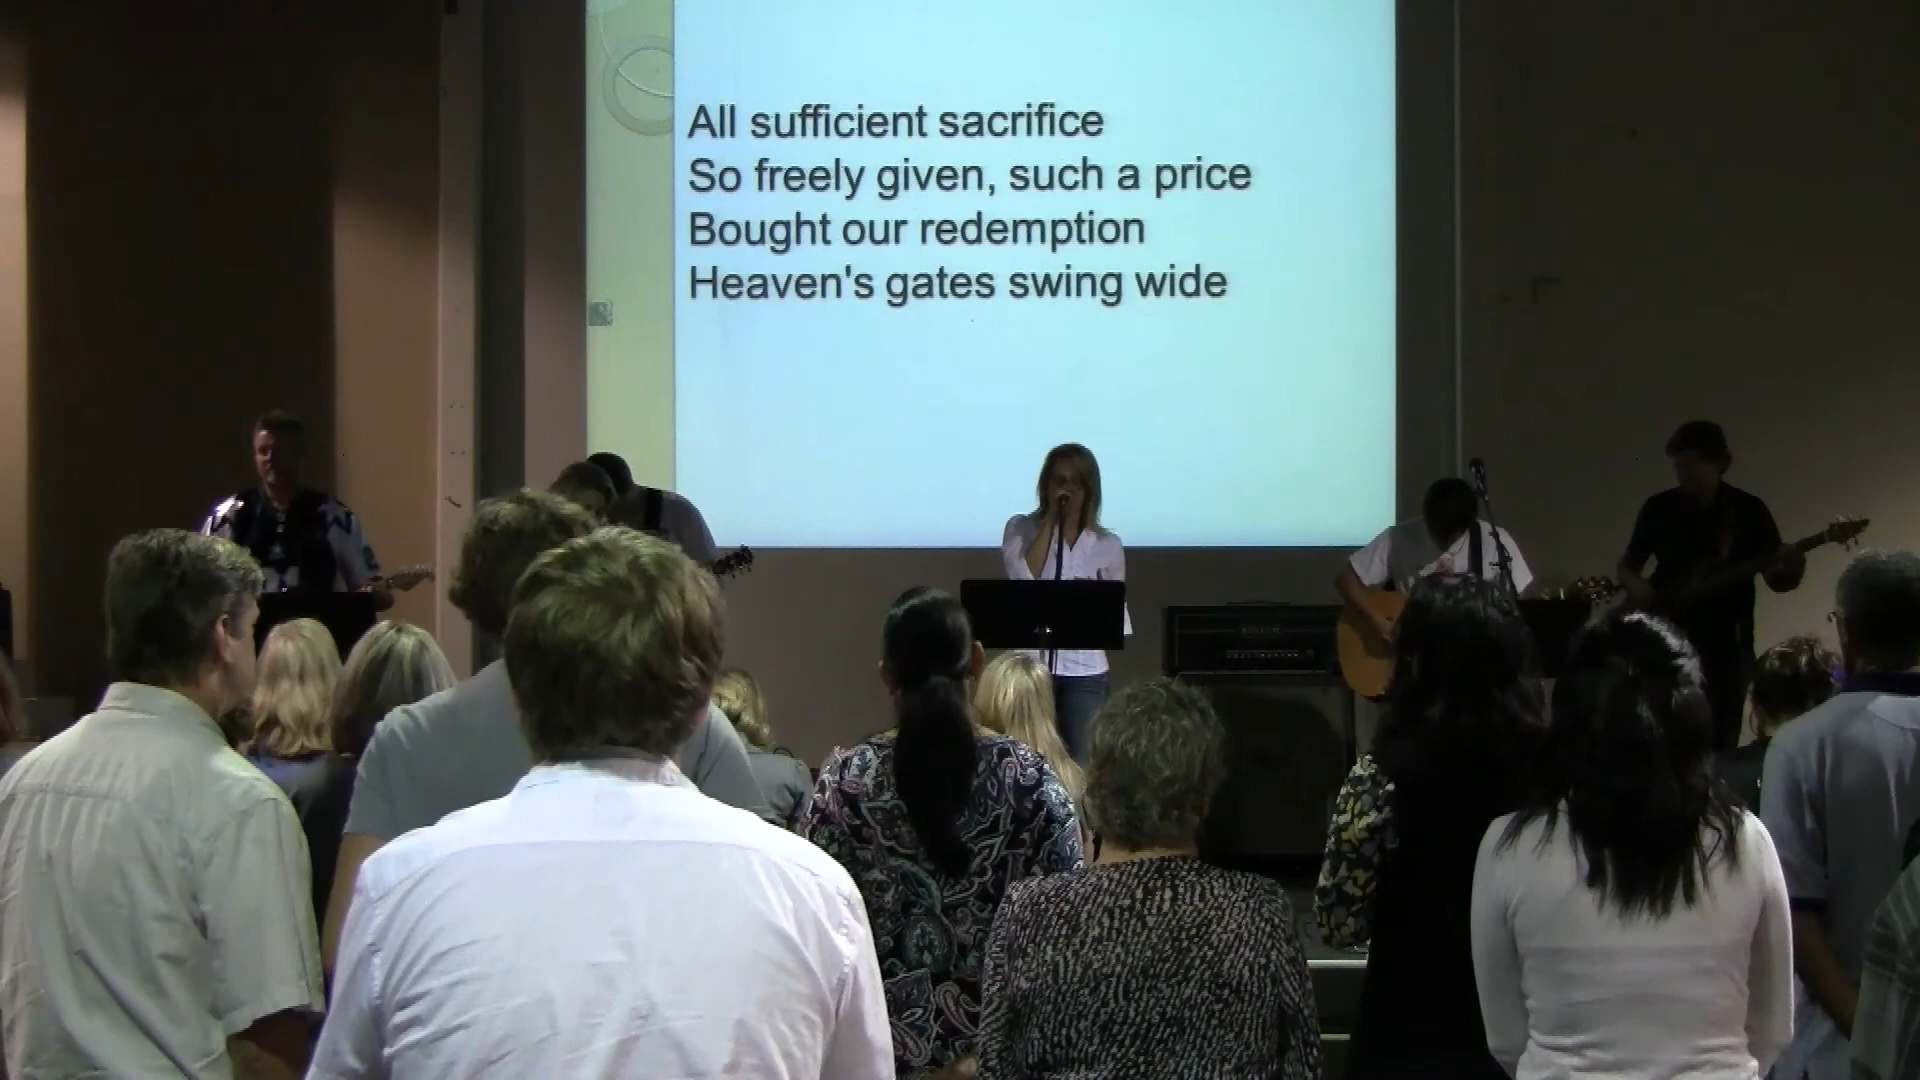 All sufficient sacrifice
So freely given, such a price
Bought our redemption
Heaven's gates swing wide